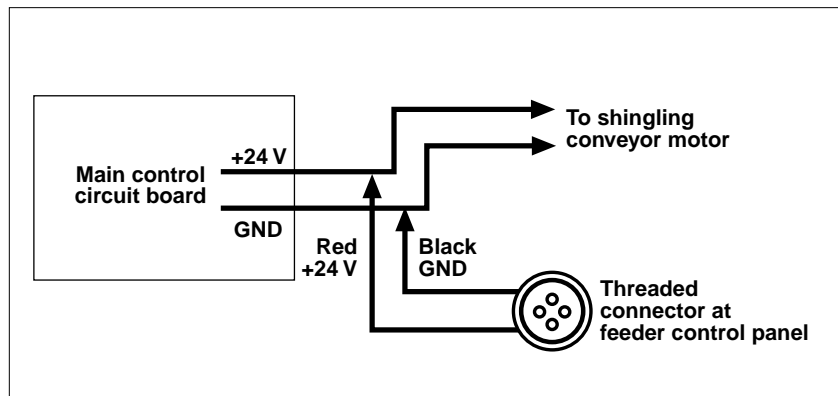 To shingling
conveyor motor
+24 V
Main control
circuit board
GND
Red
+24 V
Black
GND
Threaded
connector at
feeder control panel